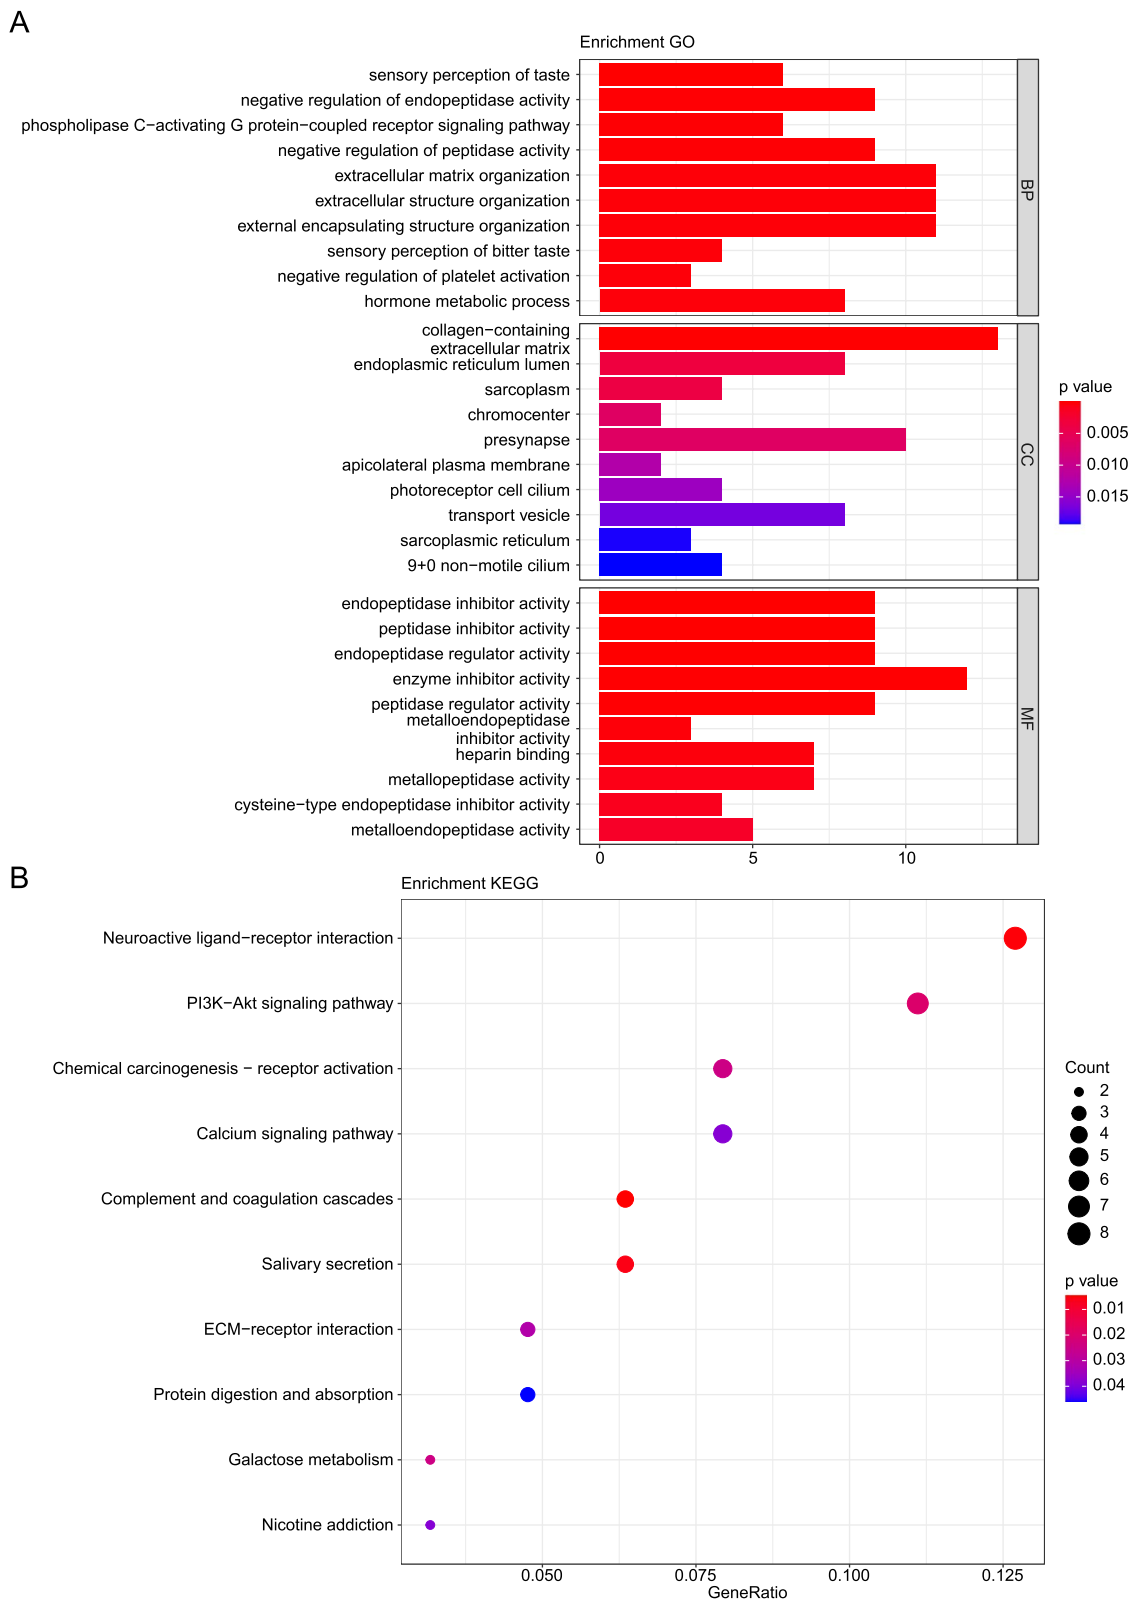 A
Enrichment GO
sensory perception of taste
negative regulation of endopeptidase activity
phospholipase C−activating G protein−coupled receptor signaling pathway
negative regulation of peptidase activity
extracellular matrix organization
extracellular structure organization
external encapsulating structure organization
sensory perception of bitter taste
negative regulation of platelet activation
hormone metabolic process
BP
collagen−containing
extracellular matrix
endoplasmic reticulum lumen
sarcoplasm
chromocenter
presynapse
apicolateral plasma membrane
photoreceptor cell cilium
transport vesicle
sarcoplasmic reticulum
9+0 non−motile cilium
CC
endopeptidase inhibitor activity
peptidase inhibitor activity
endopeptidase regulator activity
enzyme inhibitor activity
peptidase regulator activity
metalloendopeptidase
inhibitor activity
heparin binding
metallopeptidase activity
cysteine−type endopeptidase inhibitor activity
metalloendopeptidase activity
MF
0 5 10
p value
0.005
0.010
0.015
B
Enrichment KEGG
Neuroactive ligand−receptor interaction
PI3K−Akt signaling pathway
Chemical carcinogenesis − receptor activation
Calcium signaling pathway
Complement and coagulation cascades
Salivary secretion
ECM−receptor interaction
Protein digestion and absorption
Galactose metabolism
Nicotine addiction
0.050 0.075 0.100 0.125
GeneRatio
Count
2
3
4
5
6
7
8
p value
0.01
0.02
0.03
0.04